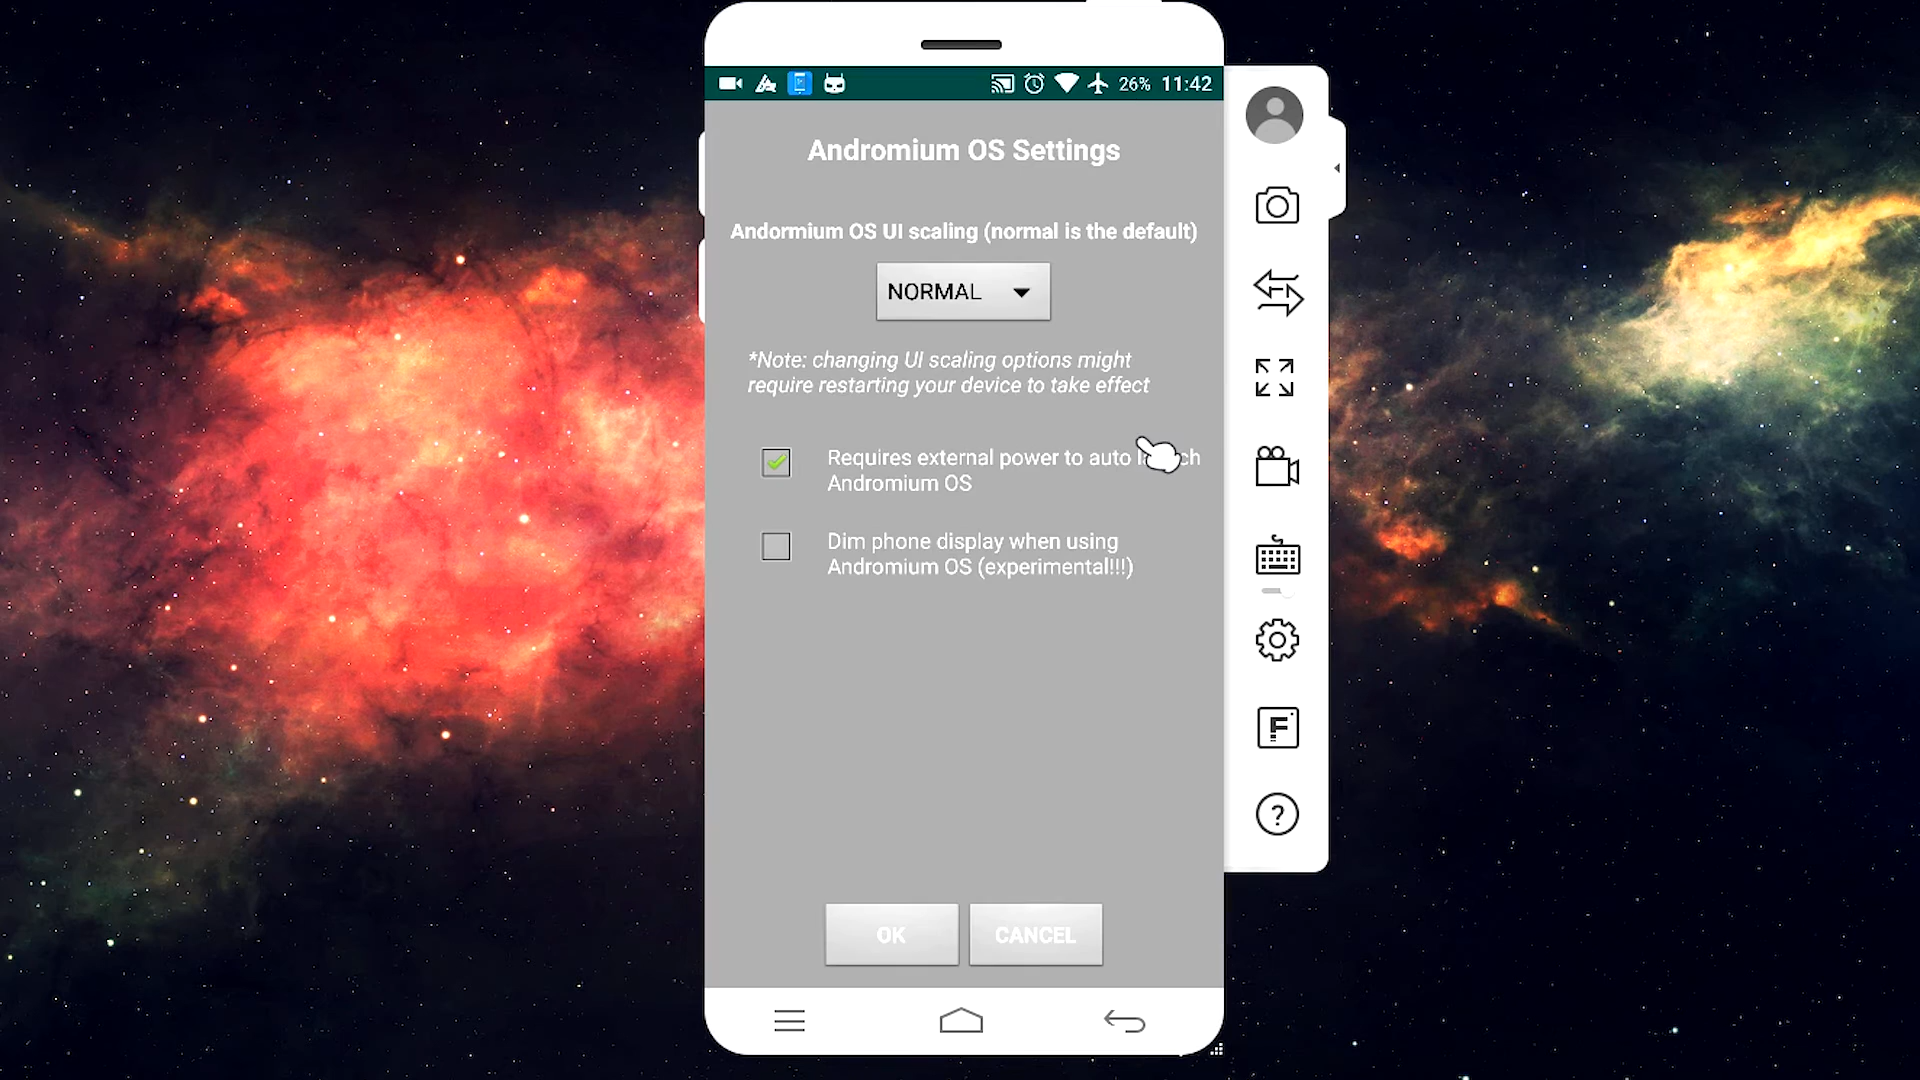 26% 11:42
Andromium OS Settings
Andormium OS UI scaling (normal is the default)
NORMAL
*Note: changing UI scaling options might
require restarting your device to take effect
Requires external power to auto
Andromium OS
Dim phone display when using
Andromium OS (experimental!!!)
OK CANCEL
F
?